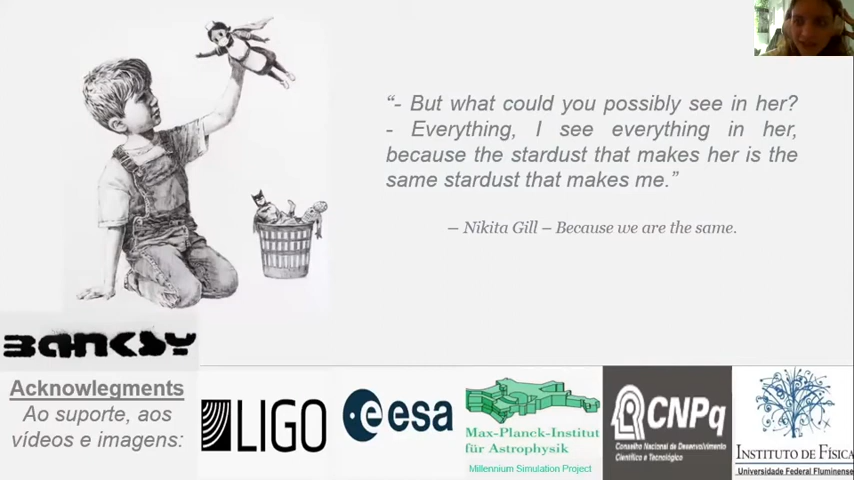 “- But what could you possibly see in her?
- Everything, I see everything in her,
because the stardust that makes her is the
same stardust that makes me.”
— Nikita Gill – Because we are the same.
BANKSY
Acknowlegments
Ao suporte, aos
vídeos e imagens:
LIGO
esa
Max-Planck-Institut
für Astrophysik
Millennium Simulation Project
CNPq
Conselho Nacional de Desenvolvimento
Científico e Tecnológico
INSTITUTO DE FÍSICA
Universidade Federal Fluminense